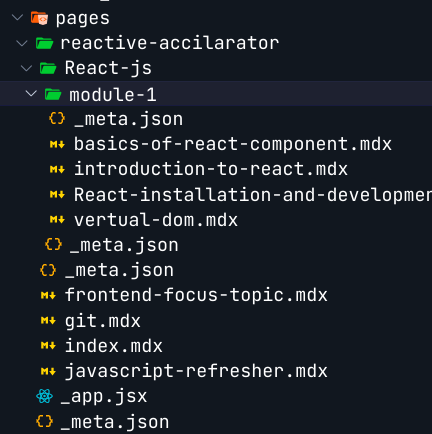 pages
reactive-accilarator
React-js
module-1
_meta.json
basics-of-react-component.mdx
introduction-to-react.mdx
React-installation-and-developme
vertual-dom.mdx
_meta.json
_meta.json
frontend-focus-topic.mdx
git.mdx
index.mdx
javascript-refresher.mdx
_app.jsx
_meta.json